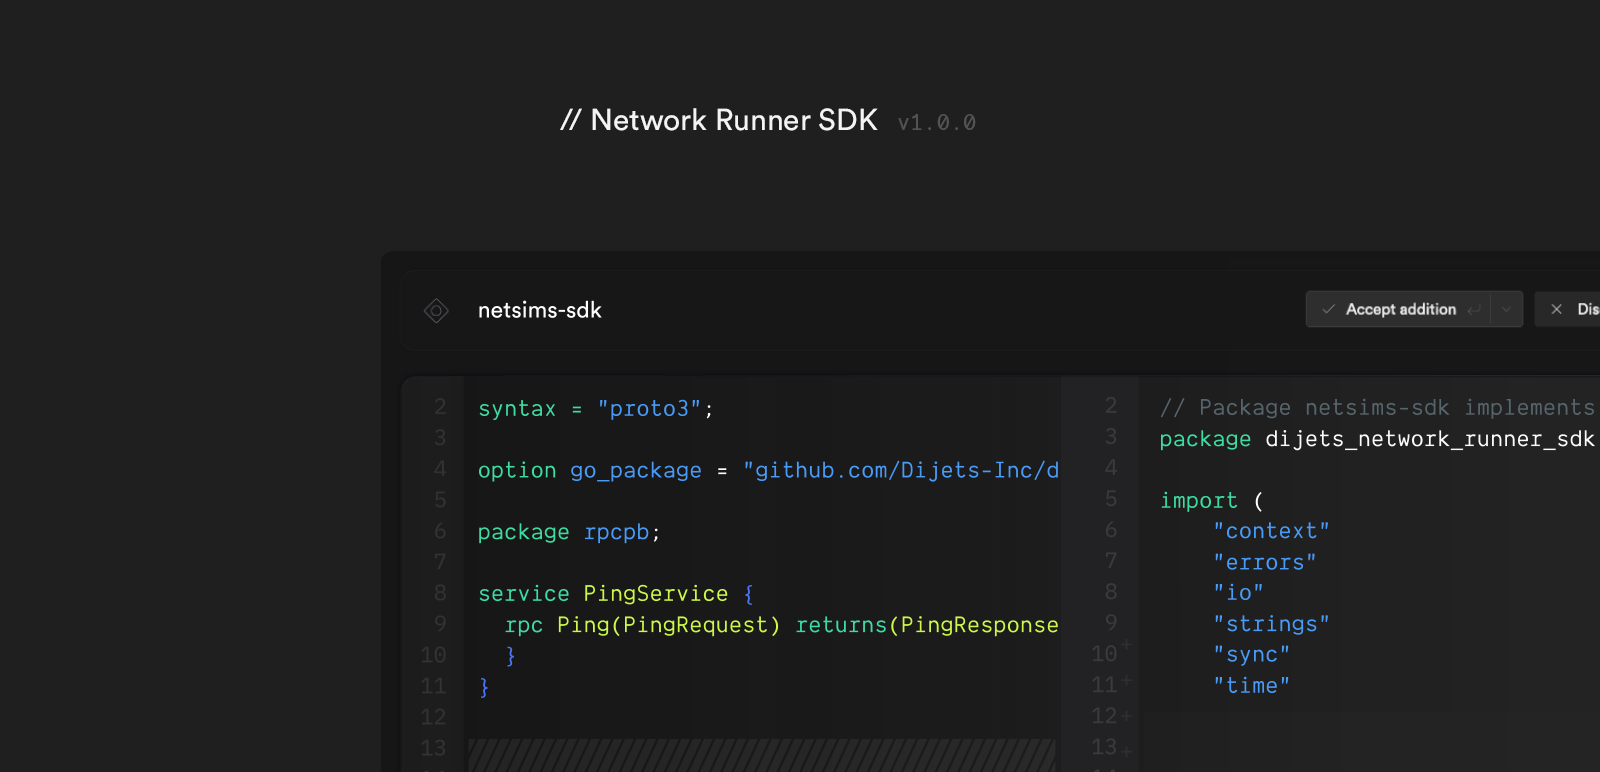 // Network Runner SDK v1.0.0
netsims-sdk
Accept addition
2 syntax = "proto3";
3
4 option go_package = "github.com/Dijets-Inc/d
5
6 package rpcpb;
7
8 service PingService {
9 rpc Ping(PingRequest) returns(PingResponse
10 }
11 }
12
13
2 // Package netsims-sdk implements
3 package dijets_network_runner_sdk
4
5 import (
6 "context"
7 "errors"
8 "io"
9 "strings"
10 + "sync"
11 + "time"
12 +
13 +